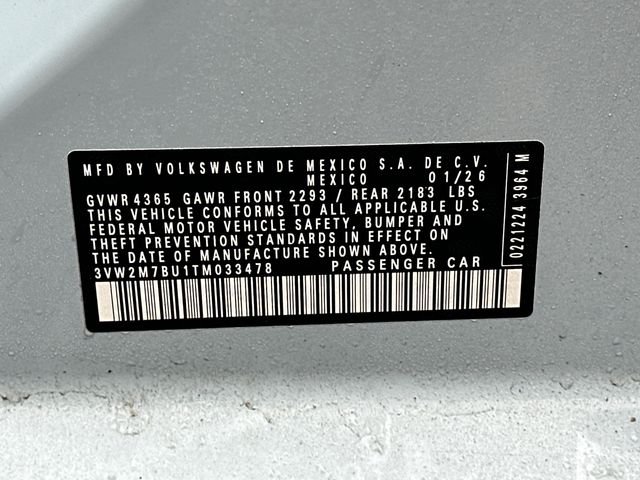 MFD BY VOLKSWAGEN DE MEXICO S.A. DE C.V.
MEXICO 01/26
GVWR 4365 GAWR FRONT 2293 / REAR 2183 LBS
THIS VEHICLE CONFORMS TO ALL APPLICABLE U.S.
FEDERAL MOTOR VEHICLE SAFETY, BUMPER AND
THEFT PREVENTION STANDARDS IN EFFECT ON
THE DATE OF MANUFACTURE SHOWN ABOVE.
3VW2M7BU1TM033478 PASSENGER CAR
0221224 3964 M